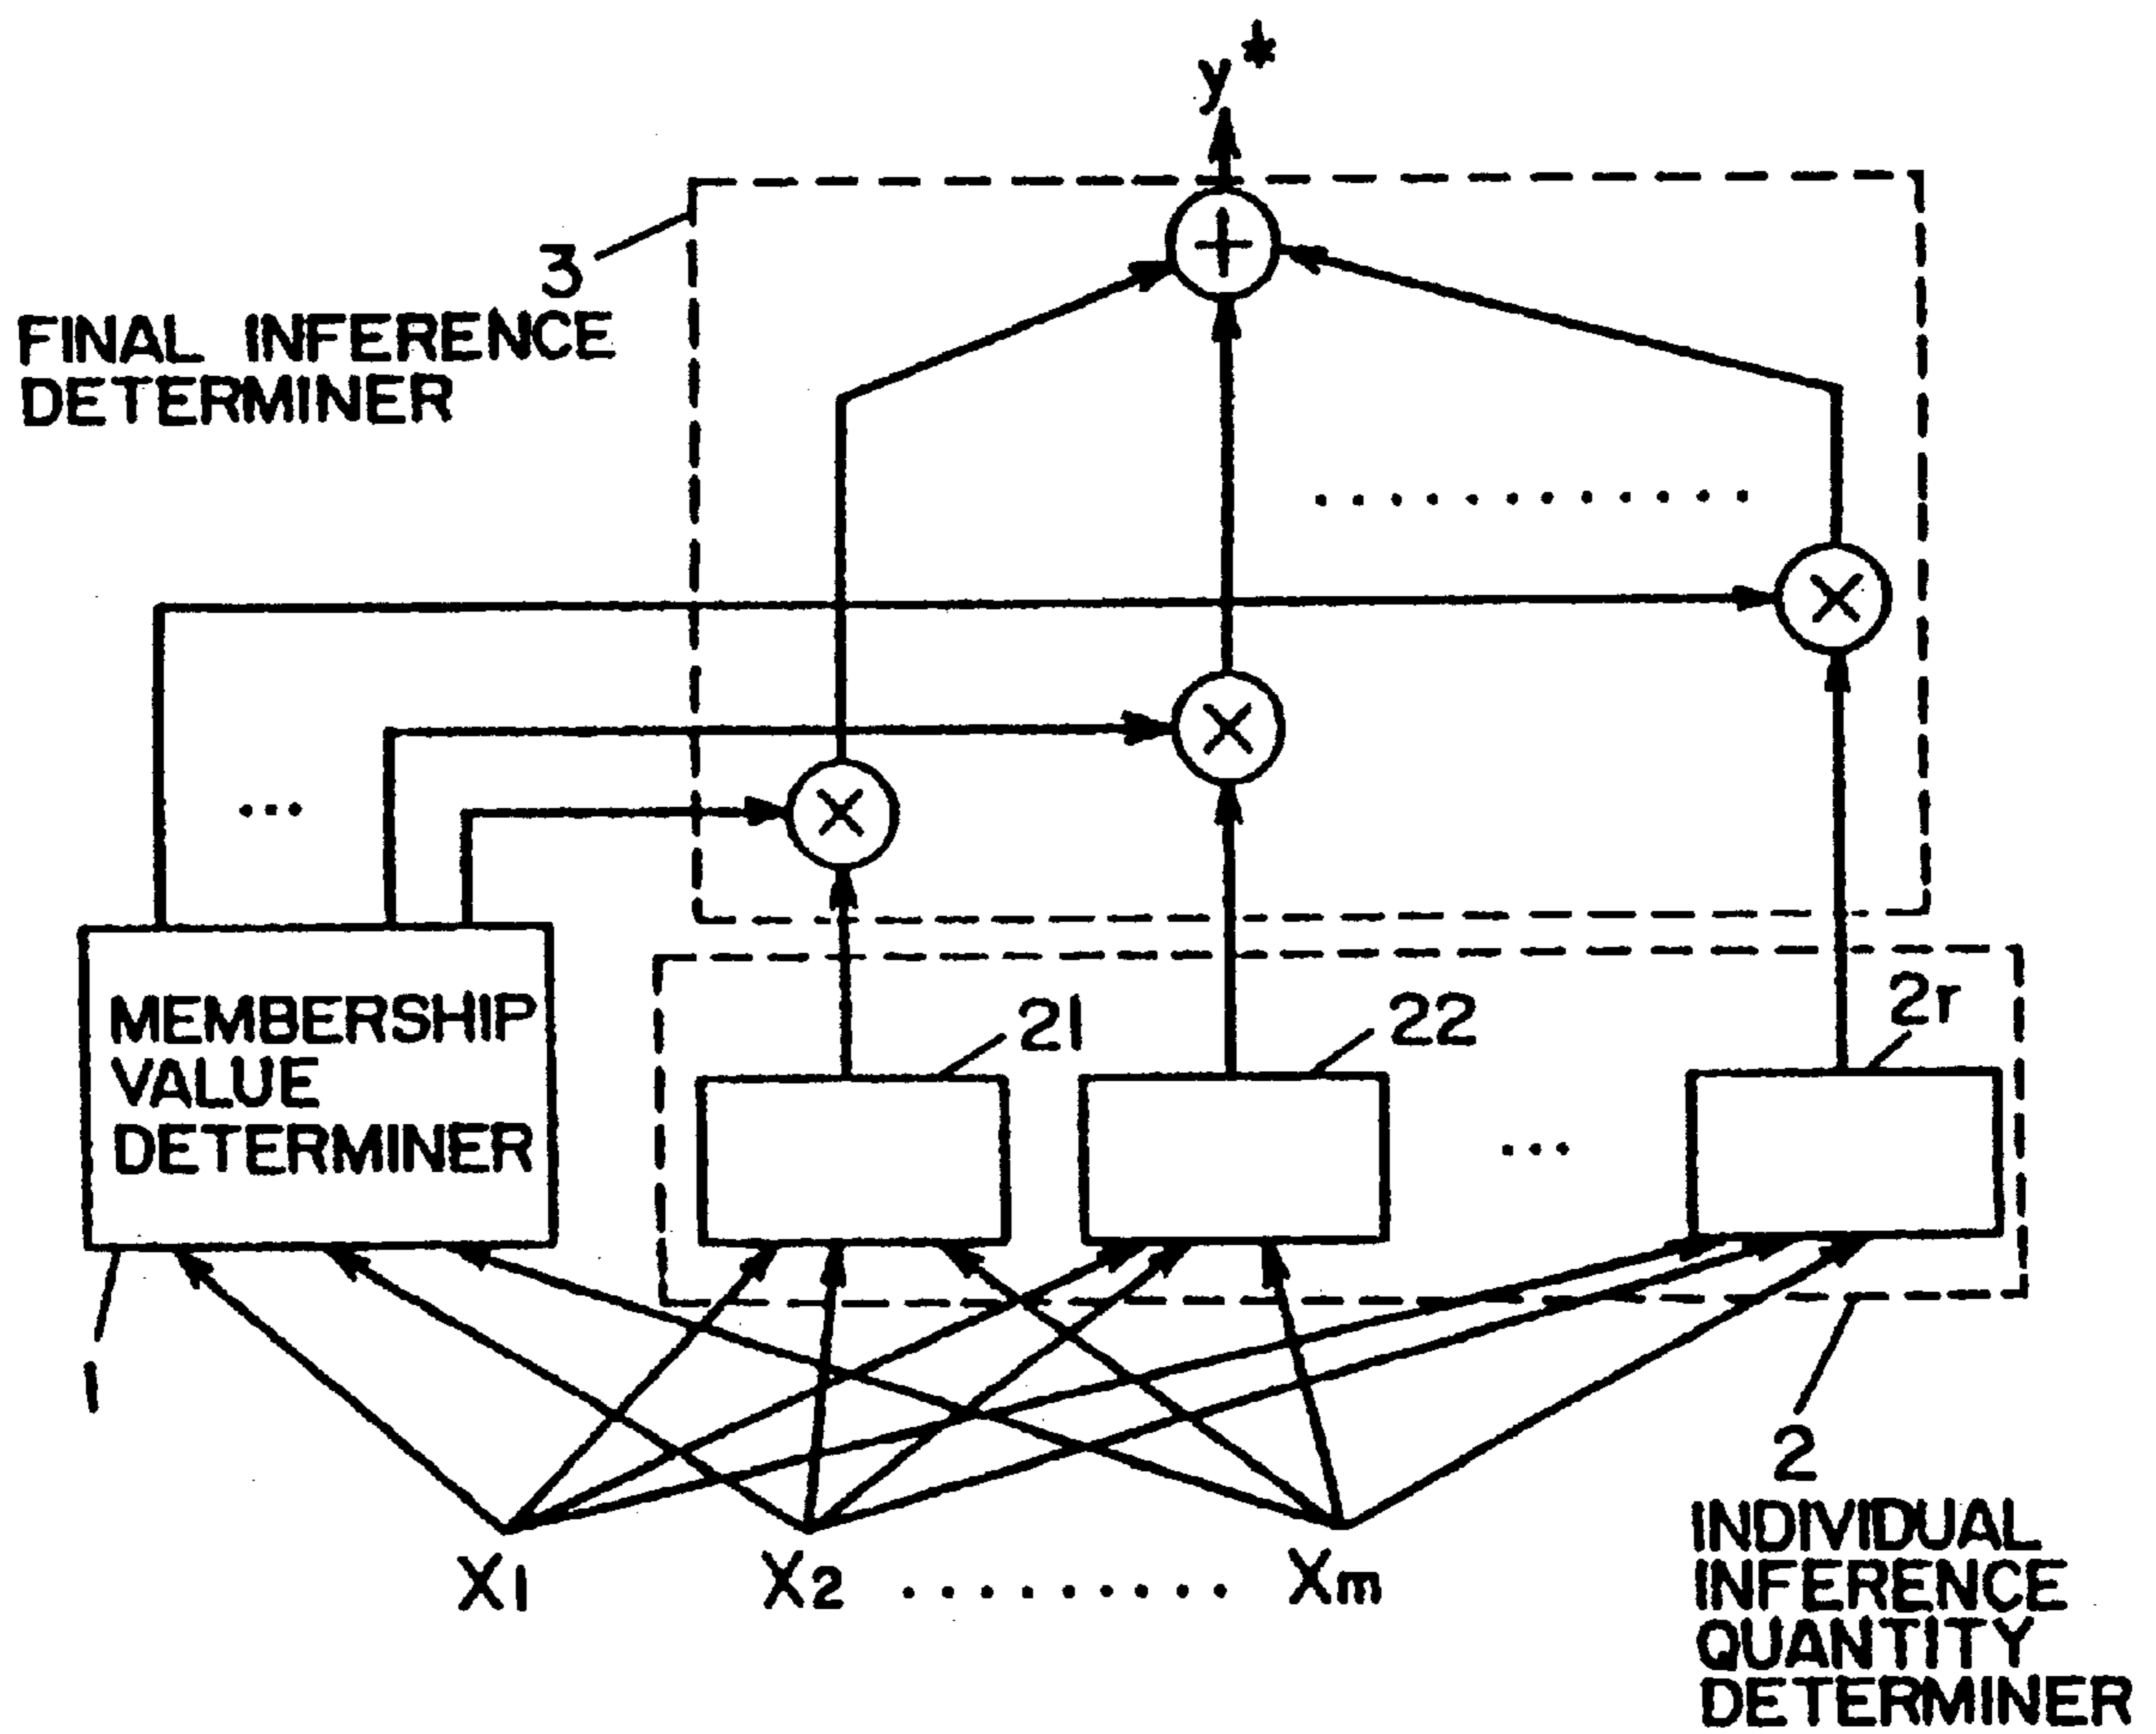 y*
3
FINAL INFERENCE
DETERMINER
+
×
×
×
...
MEMBERSHIP
VALUE
DETERMINER
21
22
2r
...
1
X1 X2 ......... Xm
2
INDIVIDUAL
INFERENCE
QUANTITY
DETERMINER